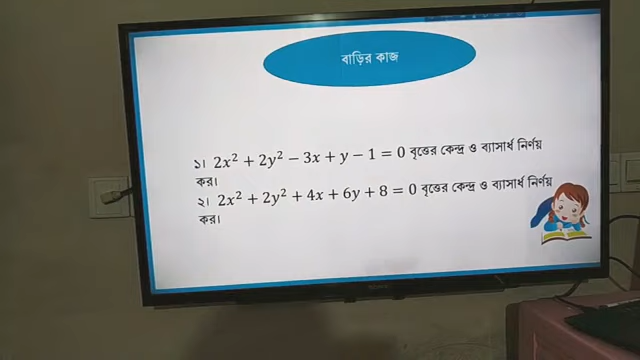 বাড়ির কাজ
১। 2x² + 2y² − 3x + y − 1 = 0 বৃত্তের কেন্দ্র ও ব্যাসার্ধ নির্ণয়
কর।
২। 2x² + 2y² + 4x + 6y + 8 = 0 বৃত্তের কেন্দ্র ও ব্যাসার্ধ নির্ণয়
কর।